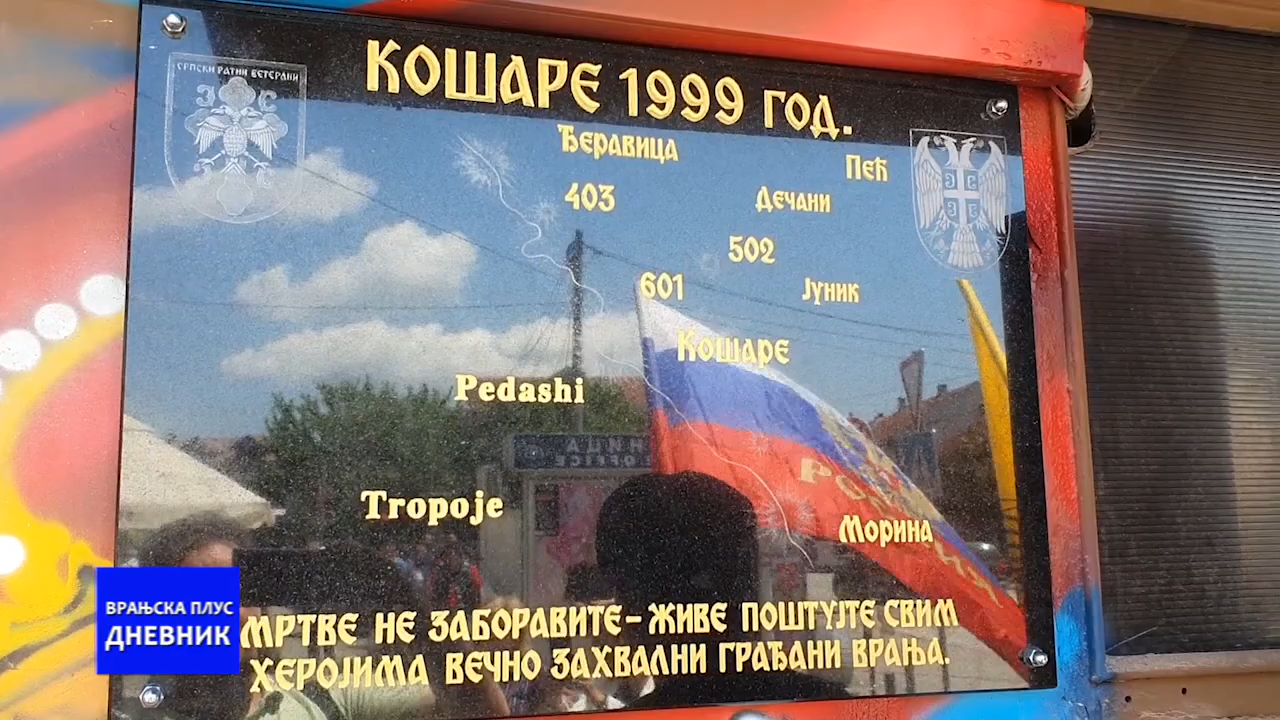 КОШАРЕ 1999 ГОД.
СРПСКИ РАТНИ ВЕТЕРАНИ
ЂЕРАВИЦА
ПЕЋ
403
ДЕЧАНИ
502
601
ЈУНИК
КОШАРЕ
Pedashi
Tropoje
МОРИНА
МРТВЕ НЕ ЗАБОРАВИТЕ - ЖИВЕ ПОШТУЈТЕ СВИМ
ХЕРОЈИМА ВЕЧНО ЗАХВАЛНИ ГРАЂАНИ ВРАЊА.
ВРАЊСКА ПЛУС
ДНЕВНИК